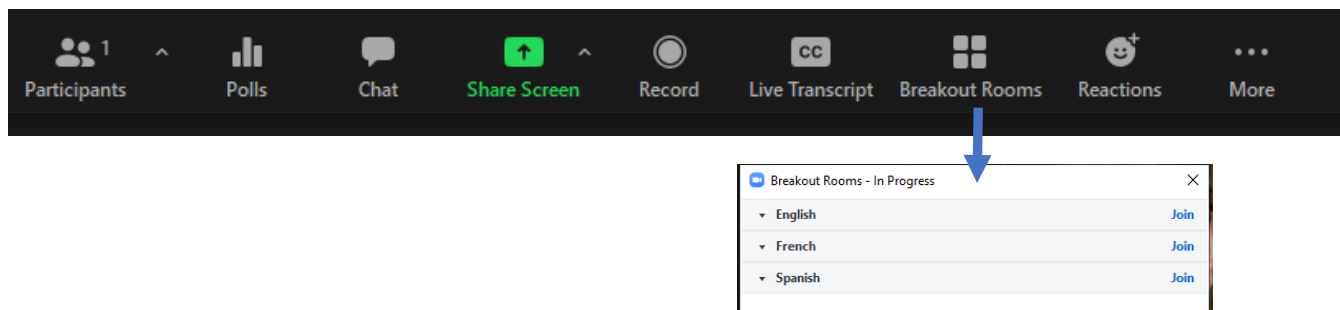 1
Participants Polls Chat Share Screen Record CC Live Transcript Breakout Rooms Reactions More
Breakout Rooms - In Progress
English Join
French Join
Spanish Join